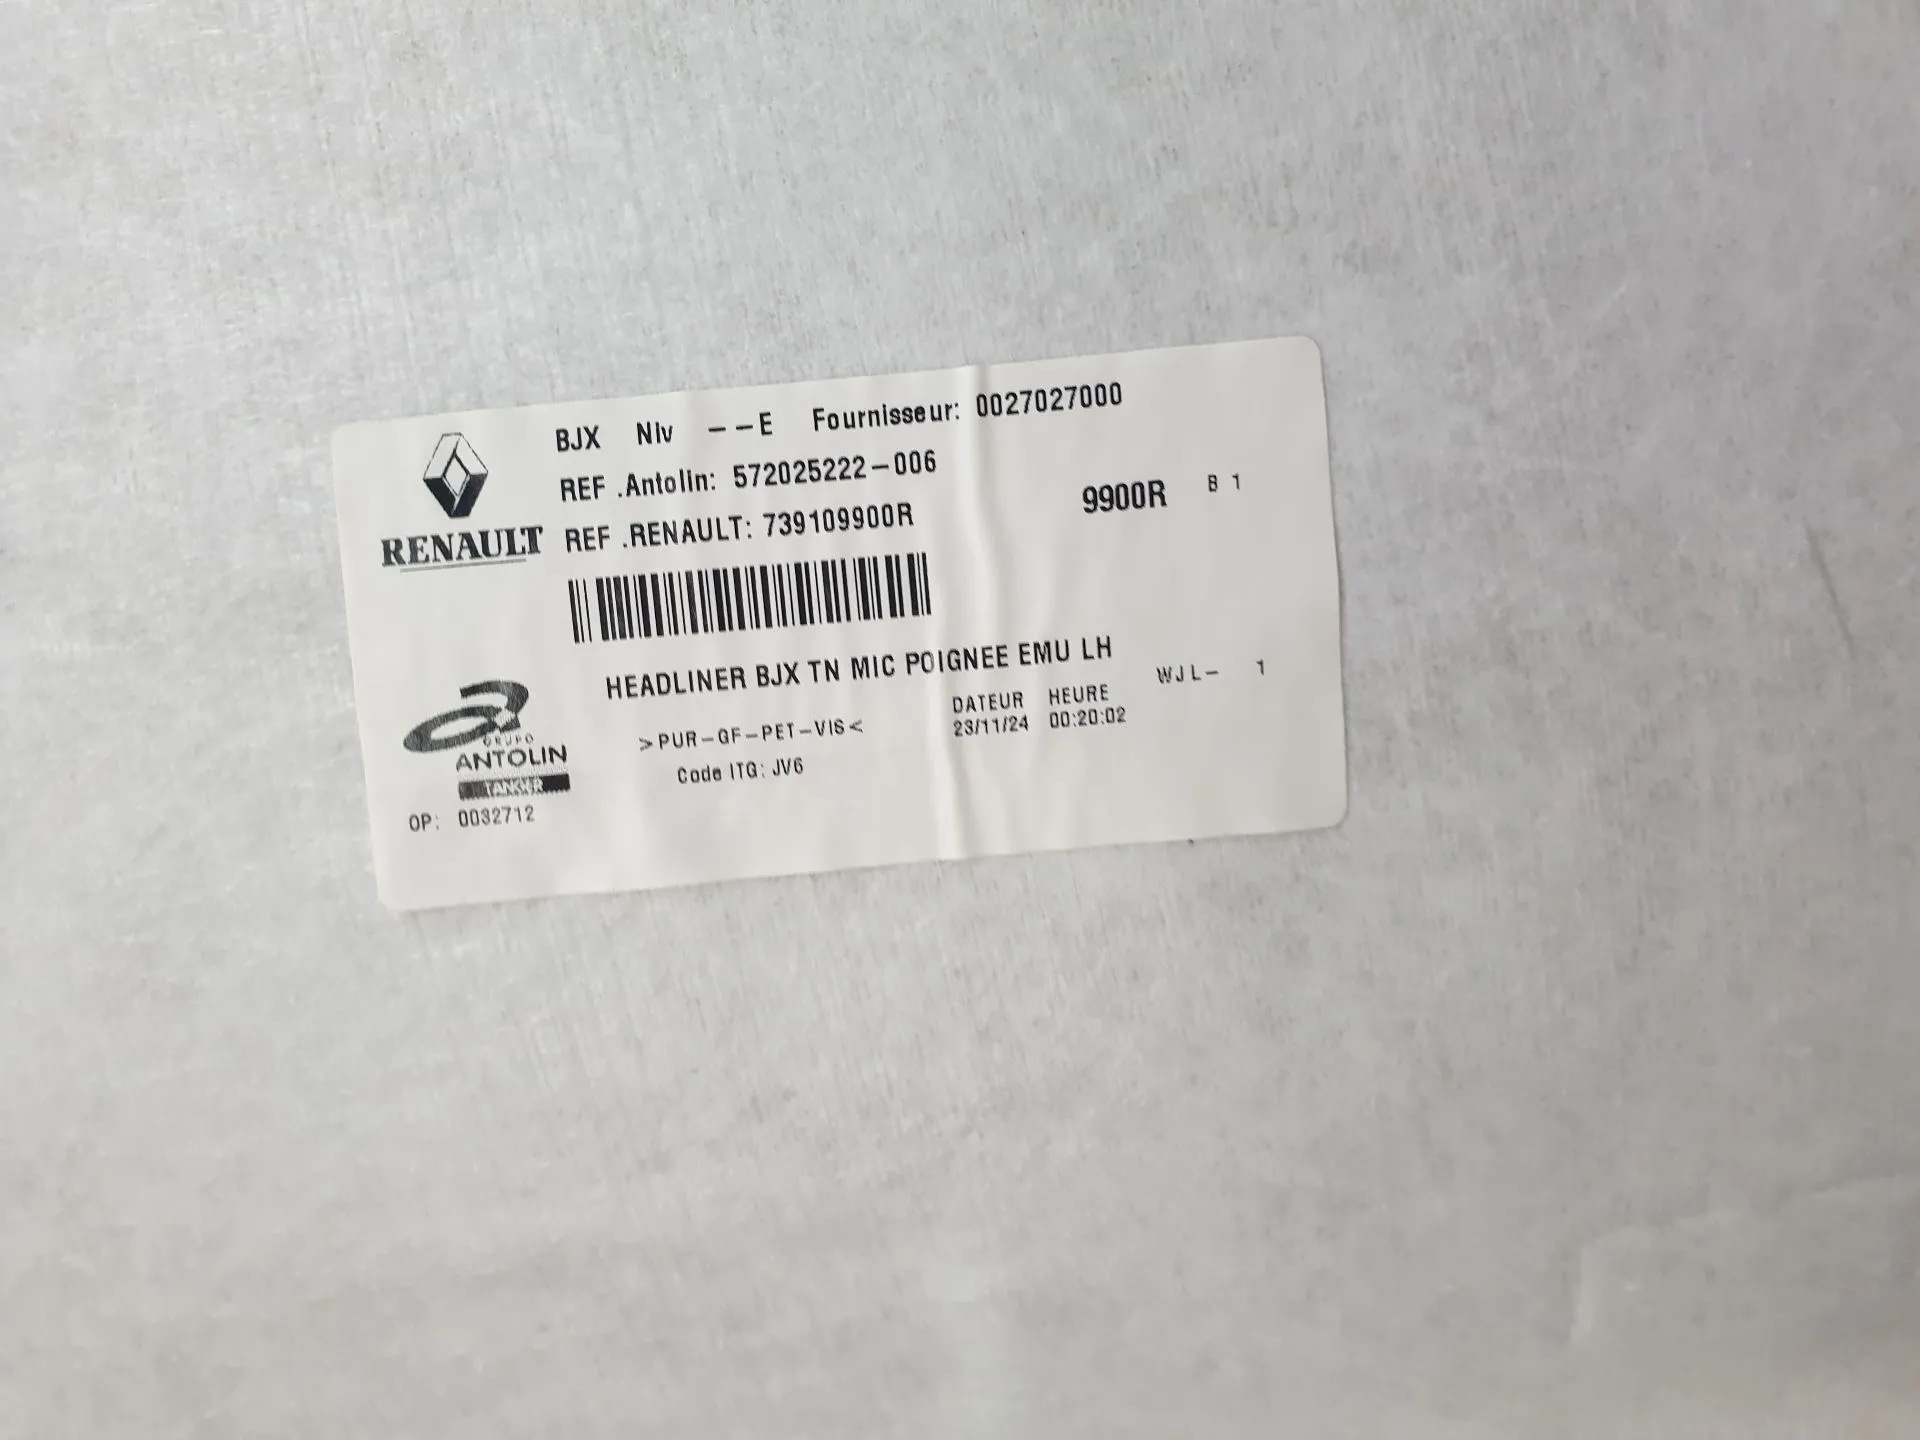 BJX Niv --E Fournisseur: 0027027000
REF .Antolin: 572025222-006
9900R B 1
RENAULT
REF .RENAULT: 739109900R
HEADLINER BJX TN MIC POIGNEE EMU LH
WJL- 1
DATEUR HEURE
23/11/24 00:20:02
>PUR-GF-PET-VIS<
Code ITG: JV6
GRUPO
ANTOLIN
TANGER
OP: 0032712